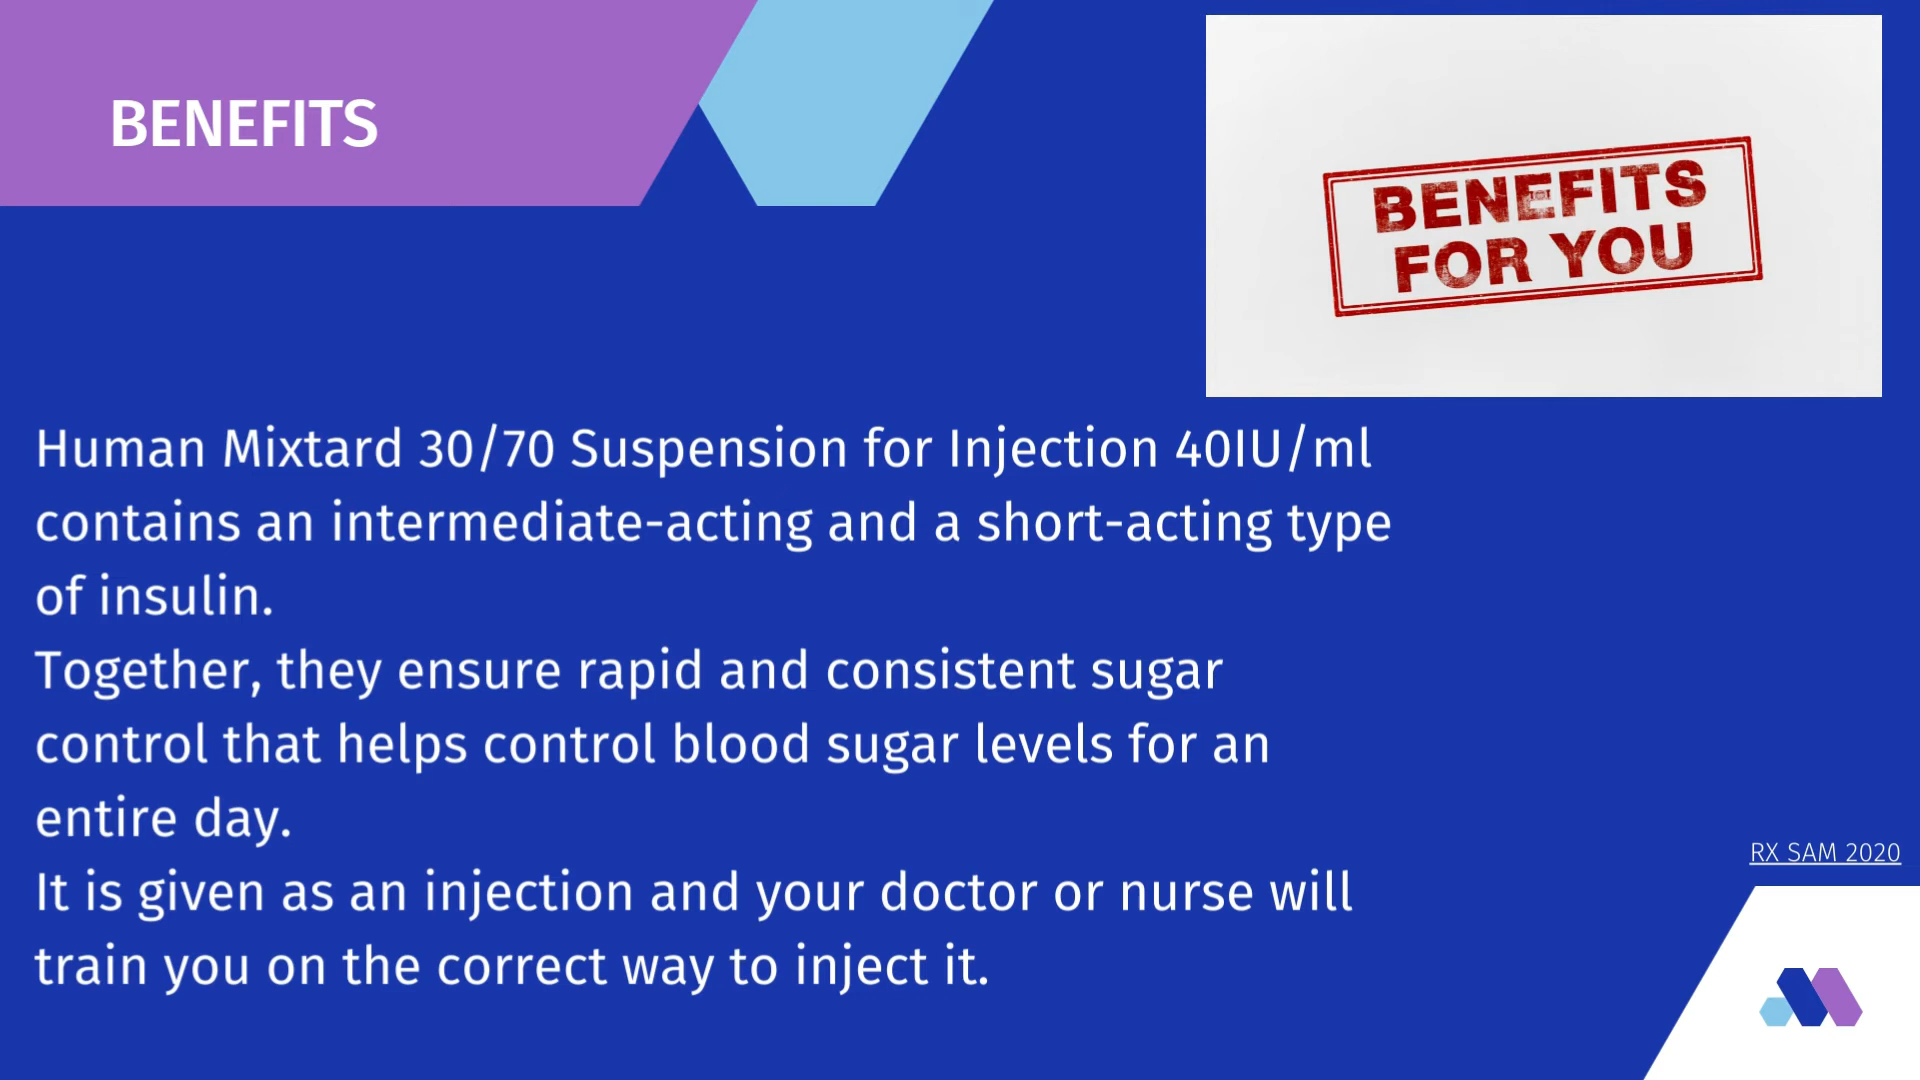 BENEFITS
BENEFITS
FOR YOU
Human Mixtard 30/70 Suspension for Injection 40IU/ml
contains an intermediate-acting and a short-acting type
of insulin.
Together, they ensure rapid and consistent sugar
control that helps control blood sugar levels for an
entire day.
It is given as an injection and your doctor or nurse will
train you on the correct way to inject it.
RX SAM 2020